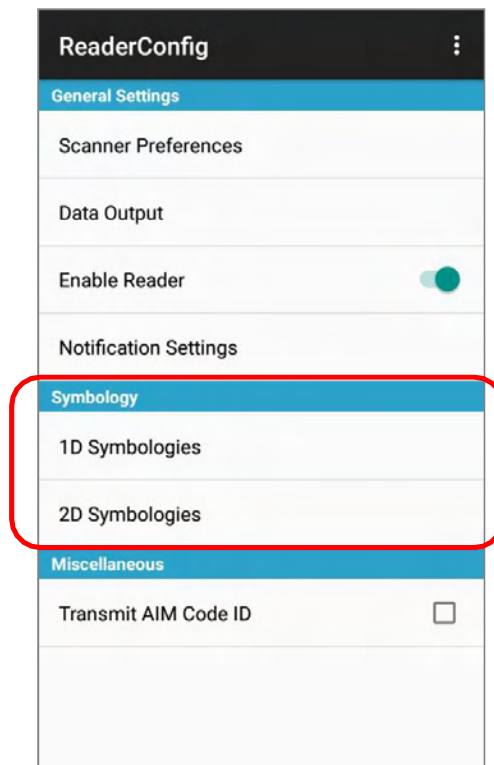 ReaderConfig
General Settings
Scanner Preferences
Data Output
Enable Reader
Notification Settings
Symbology
1D Symbologies
2D Symbologies
Miscellaneous
Transmit AIM Code ID